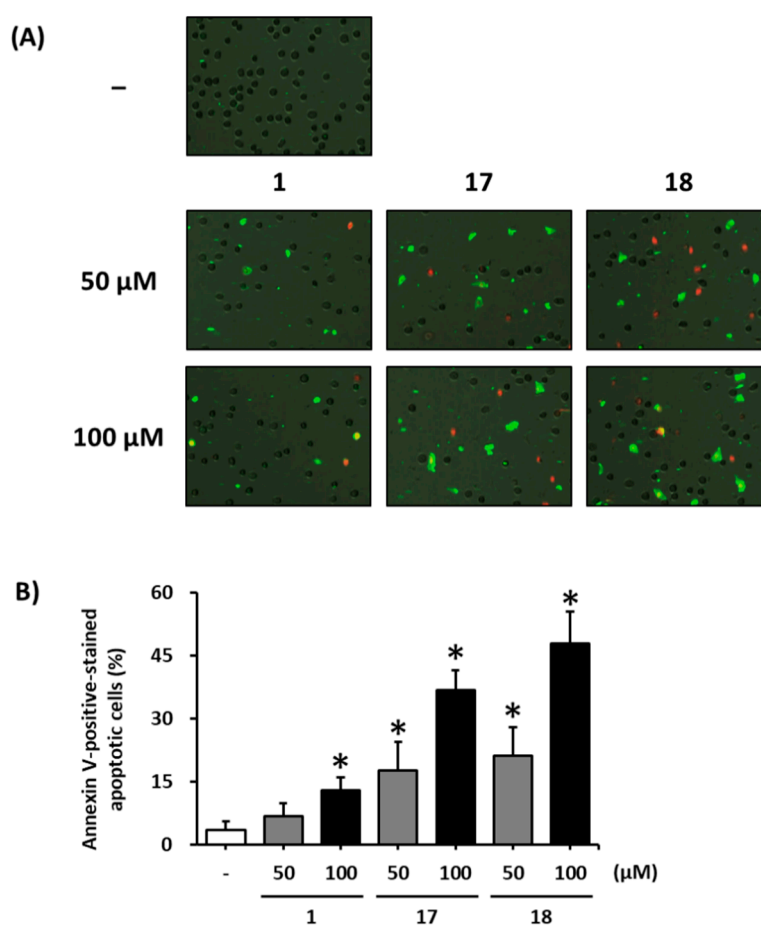 (A)
–
1 17 18
50 µM
100 µM
B)
Annexin V-positive-stained
apoptotic cells (%)
60
45
30
15
0
* * * * *
- 50 100 50 100 50 100 (µM)
1 17 18